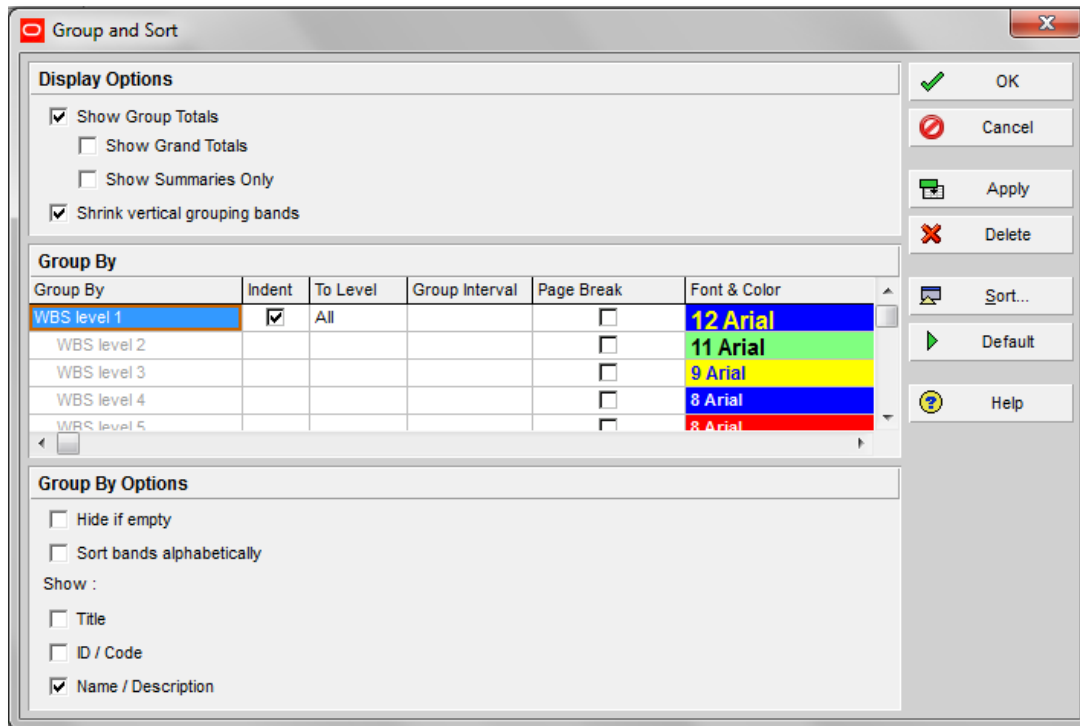 Group and Sort
Display Options
Show Group Totals
Show Grand Totals
Show Summaries Only
Shrink vertical grouping bands
Group By
Group By Indent To Level Group Interval Page Break Font & Color
WBS level 1 All 12 Arial
WBS level 2 11 Arial
WBS level 3 9 Arial
WBS level 4 8 Arial
WBS level 5 8 Arial
Group By Options
Hide if empty
Sort bands alphabetically
Show :
Title
ID / Code
Name / Description
OK
Cancel
Apply
Delete
Sort...
Default
Help